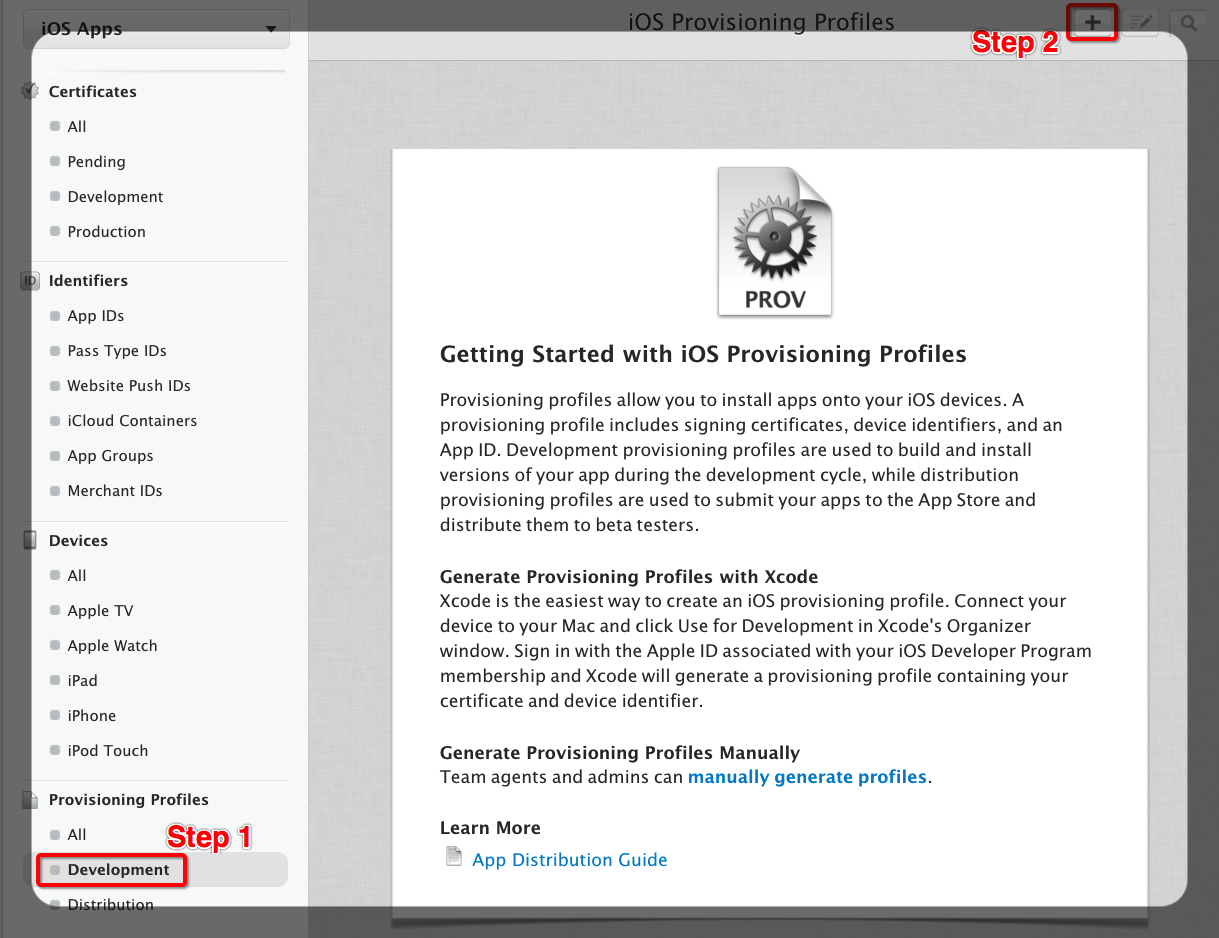 iOS Apps
iOS Provisioning Profiles
Step 2
Certificates
All
Pending
Development
Production
ID
Identifiers
App IDs
Pass Type IDs
Website Push IDs
iCloud Containers
App Groups
Merchant IDs
Devices
All
Apple TV
Apple Watch
iPad
iPhone
iPod Touch
Provisioning Profiles
All
Step 1
Development
Distribution
PROV
Getting Started with iOS Provisioning Profiles
Provisioning profiles allow you to install apps onto your iOS devices. A
provisioning profile includes signing certificates, device identifiers, and an
App ID. Development provisioning profiles are used to build and install
versions of your app during the development cycle, while distribution
provisioning profiles are used to submit your apps to the App Store and
distribute them to beta testers.
Generate Provisioning Profiles with Xcode
Xcode is the easiest way to create an iOS provisioning profile. Connect your
device to your Mac and click Use for Development in Xcode's Organizer
window. Sign in with the Apple ID associated with your iOS Developer Program
membership and Xcode will generate a provisioning profile containing your
certificate and device identifier.
Generate Provisioning Profiles Manually
Team agents and admins can manually generate profiles.
Learn More
App Distribution Guide